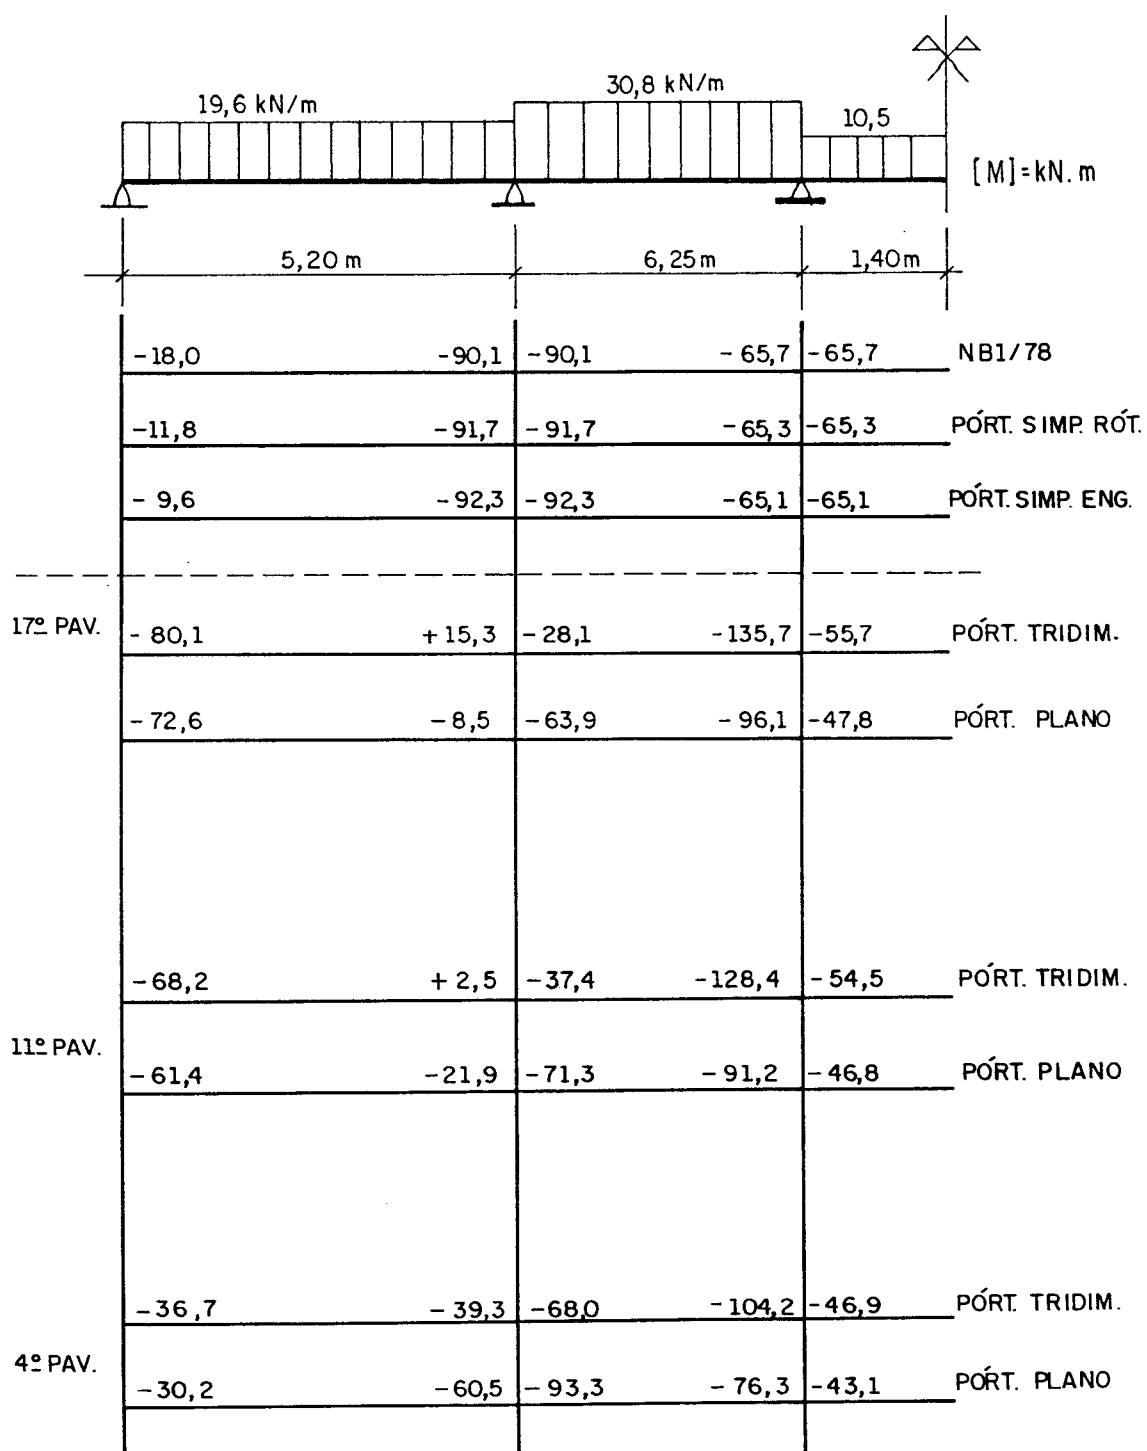 30,8 kN/m
19,6 kN/m
10,5
[M]=kN.m
5,20 m 6,25m 1,40m
-18,0 -90,1 -90,1 -65,7 -65,7 NB1/78
-11,8 -91,7 -91,7 -65,3 -65,3 PÓRT. SIMP. RÓT.
- 9,6 -92,3 -92,3 -65,1 -65,1 PÓRT. SIMP. ENG.
17º PAV. - 80,1 +15,3 -28,1 -135,7 -55,7 PÓRT. TRIDIM.
-72,6 -8,5 -63,9 -96,1 -47,8 PÓRT. PLANO
-68,2 +2,5 -37,4 -128,4 -54,5 PÓRT. TRIDIM.
11º PAV.
-61,4 -21,9 -71,3 -91,2 -46,8 PÓRT. PLANO
-36,7 -39,3 -68,0 -104,2 -46,9 PÓRT. TRIDIM.
4º PAV.
-30,2 -60,5 -93,3 -76,3 -43,1 PÓRT. PLANO